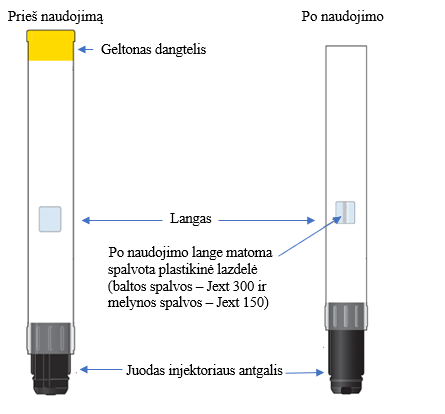 Prieš naudojimą
Po naudojimo
Geltonas dangtelis
Langas
Po naudojimo lange matoma
spalvota plastikinė lazdelė
(baltos spalvos – Jext 300 ir
melynos spalvos – Jext 150)
Juodas injektoriaus antgalis